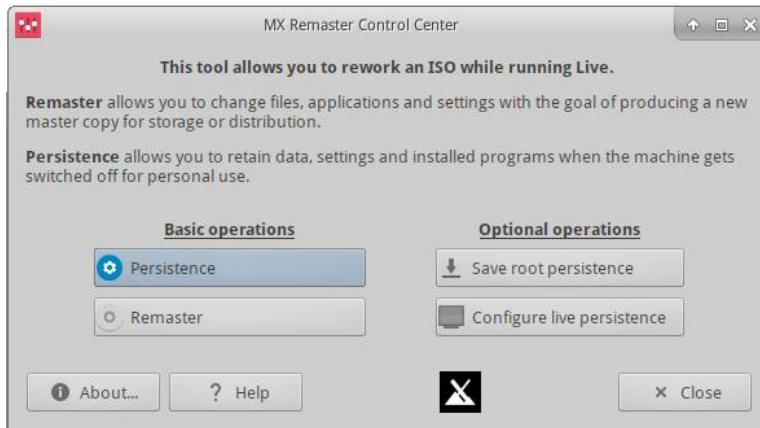 MX Remaster Control Center
This tool allows you to rework an ISO while running Live.
Remaster allows you to change files, applications and settings with the goal of producing a new
master copy for storage or distribution.
Persistence allows you to retain data, settings and installed programs when the machine gets
switched off for personal use.
Basic operations
Optional operations
Persistence
Save root persistence
Remaster
Configure live persistence
About...
? Help
Close